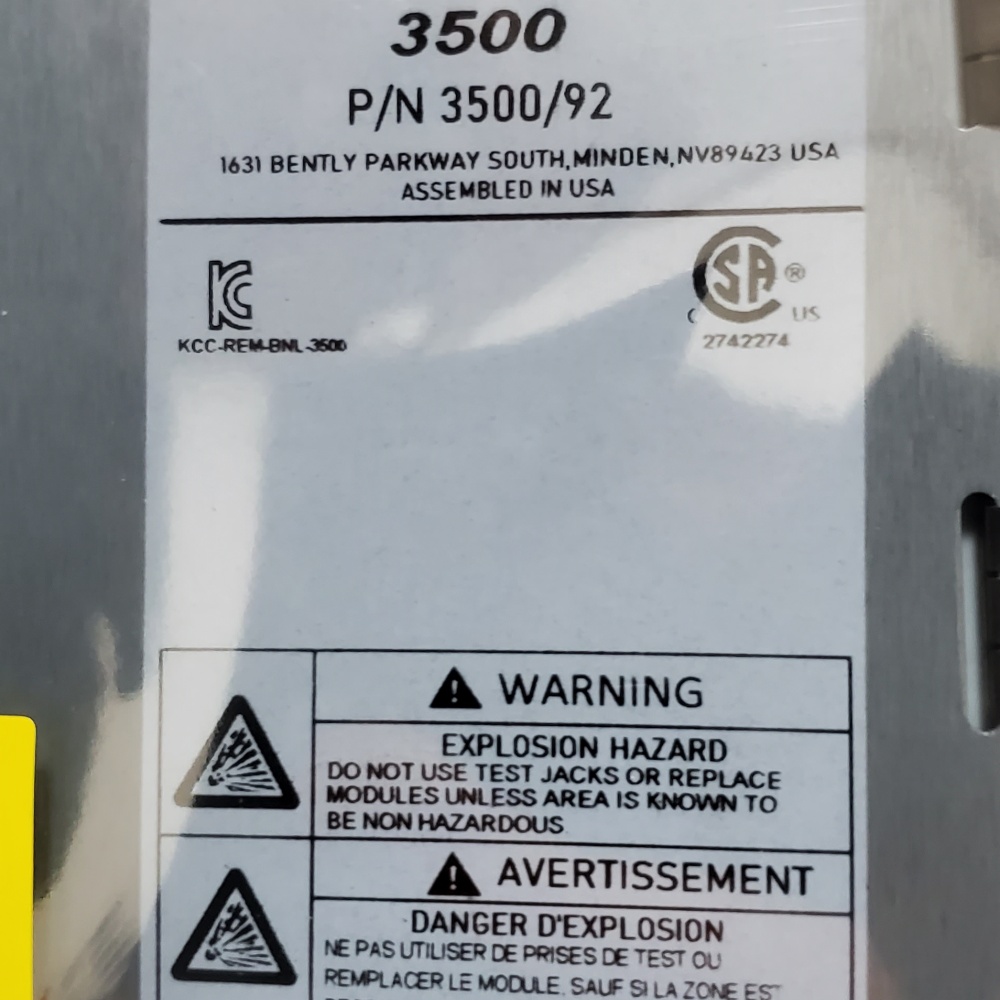 3500
P/N 3500/92
1631 BENTLY PARKWAY SOUTH,MINDEN,NV89423 USA
ASSEMBLED IN USA
KC
KCC-REM-BNL-3500
CSA ®
C US
2742274
WARNING
EXPLOSION HAZARD
DO NOT USE TEST JACKS OR REPLACE
MODULES UNLESS AREA IS KNOWN TO
BE NON HAZARDOUS
AVERTISSEMENT
DANGER D'EXPLOSION
NE PAS UTILISER DE PRISES DE TEST OU
REMPLACER LE MODULE. SAUF SI LA ZONE EST